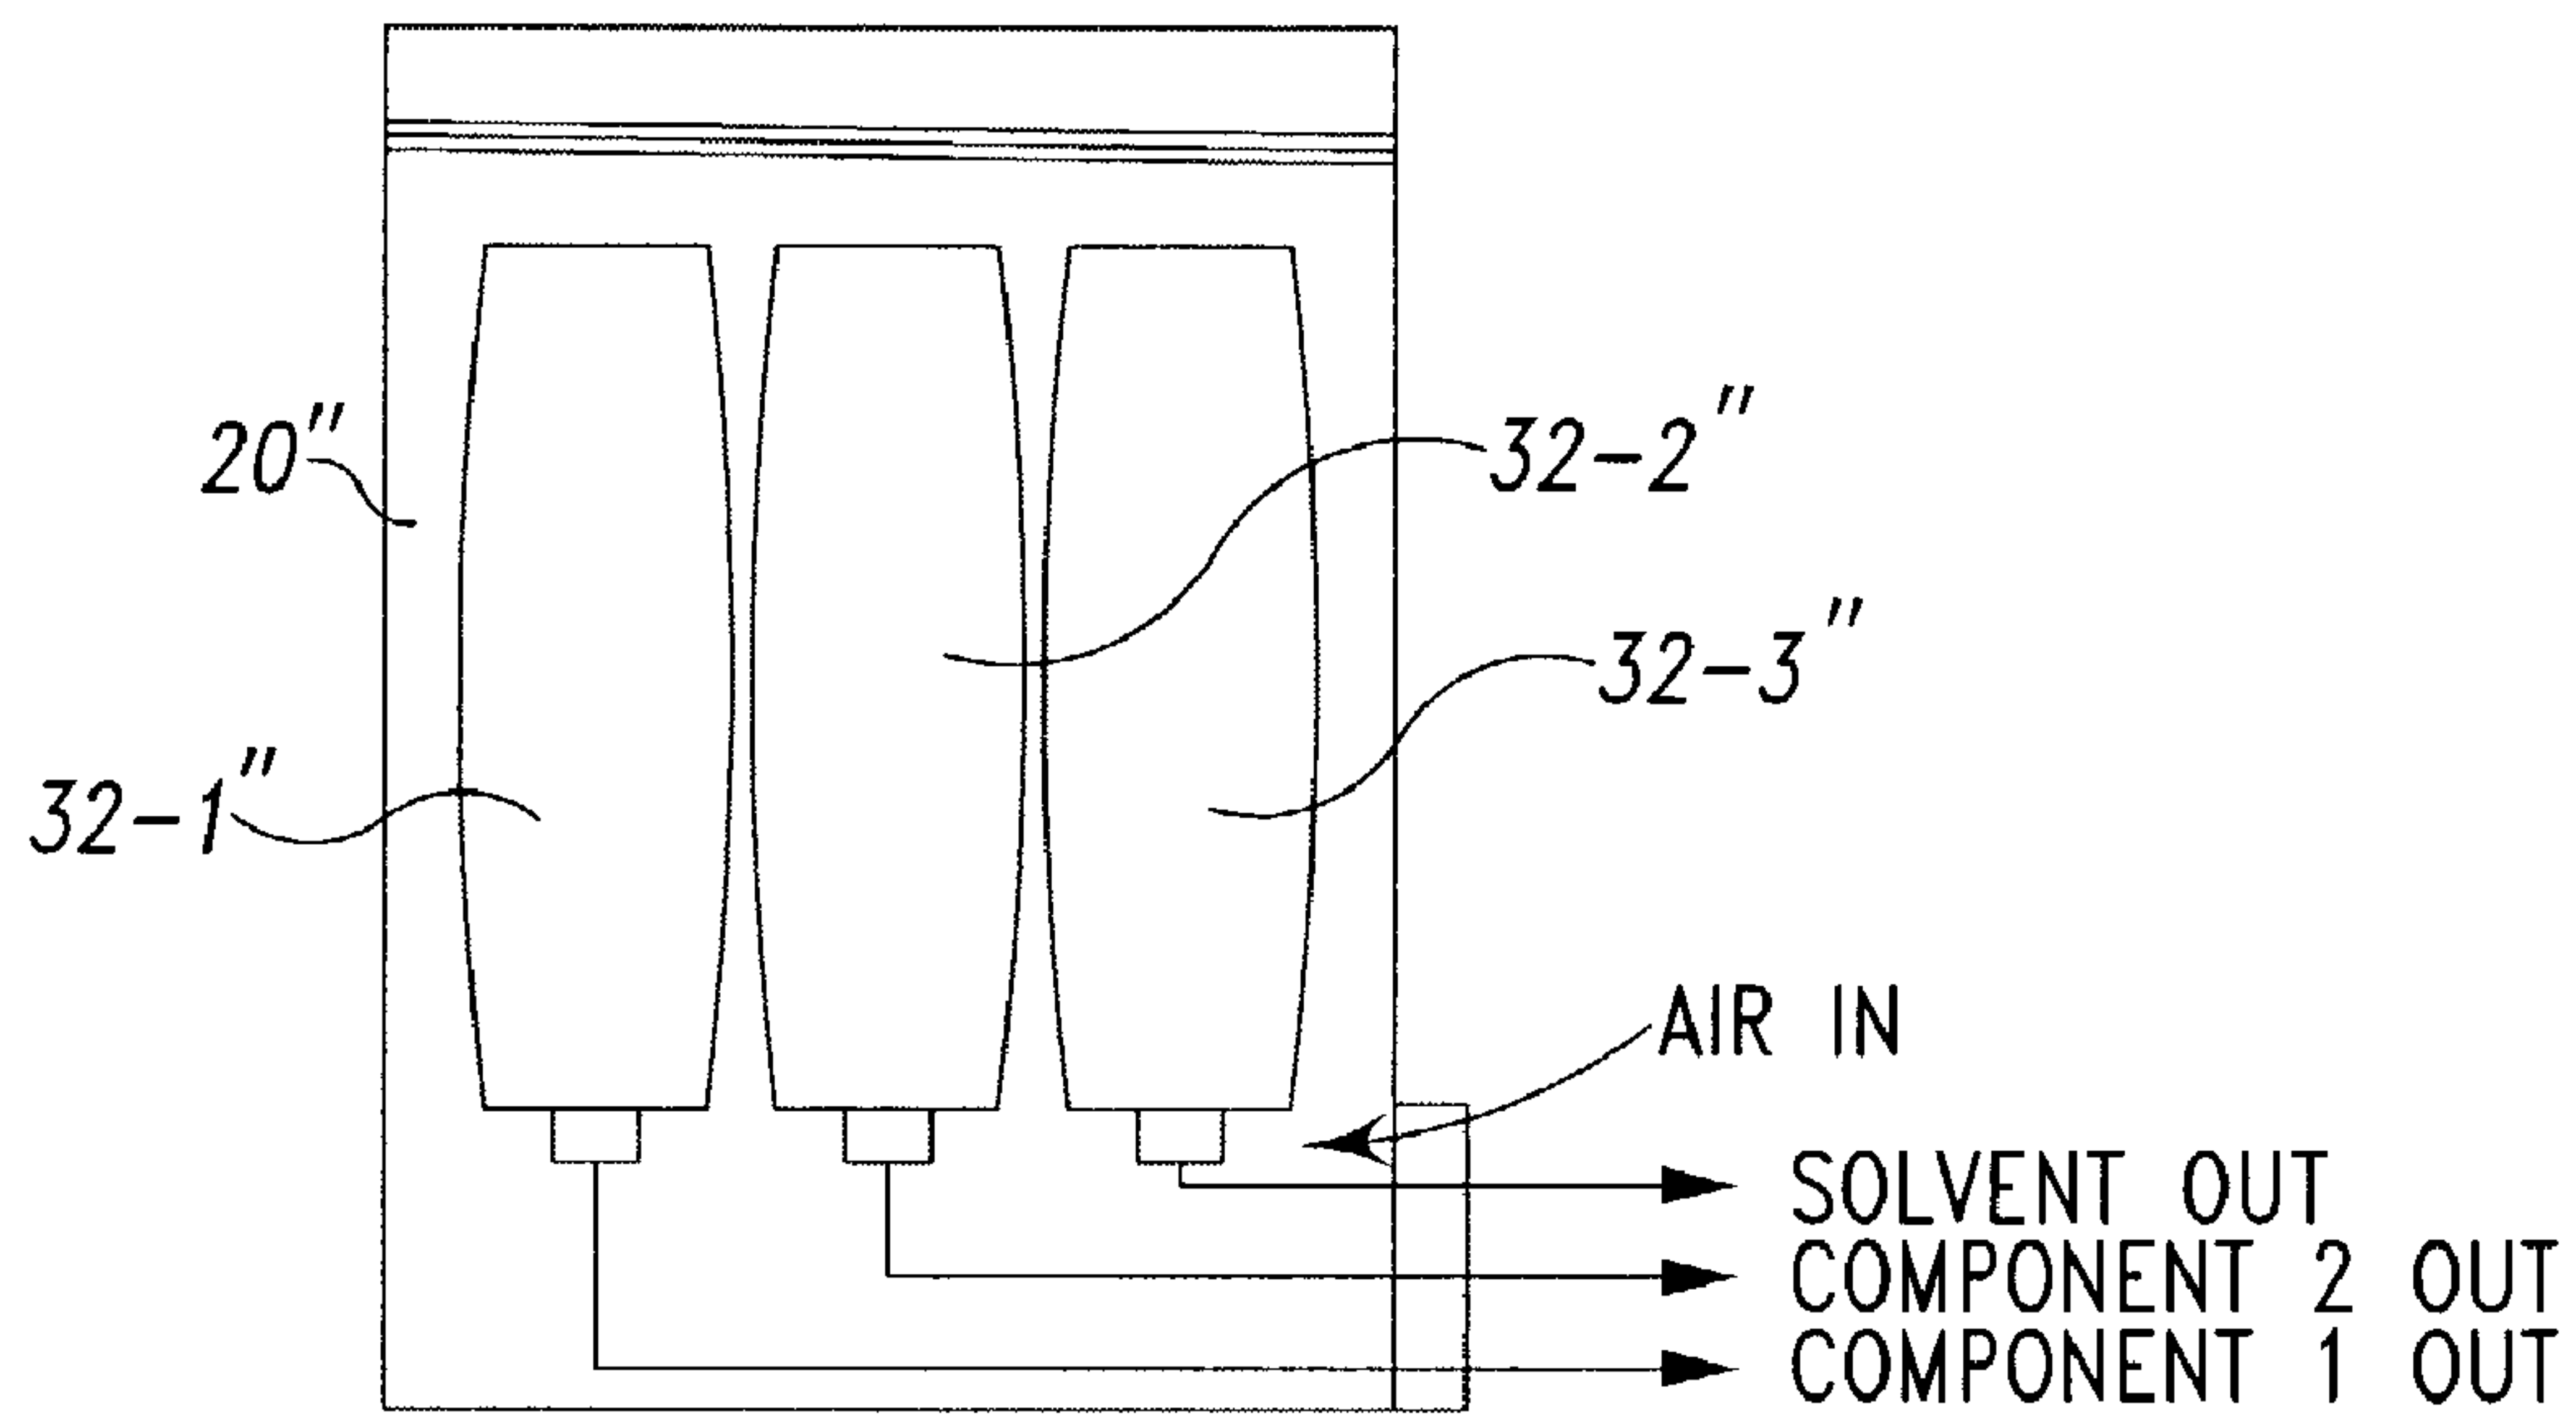 20"
32-2"
32-3"
32-1"
AIR IN
SOLVENT OUT
COMPONENT 2 OUT
COMPONENT 1 OUT